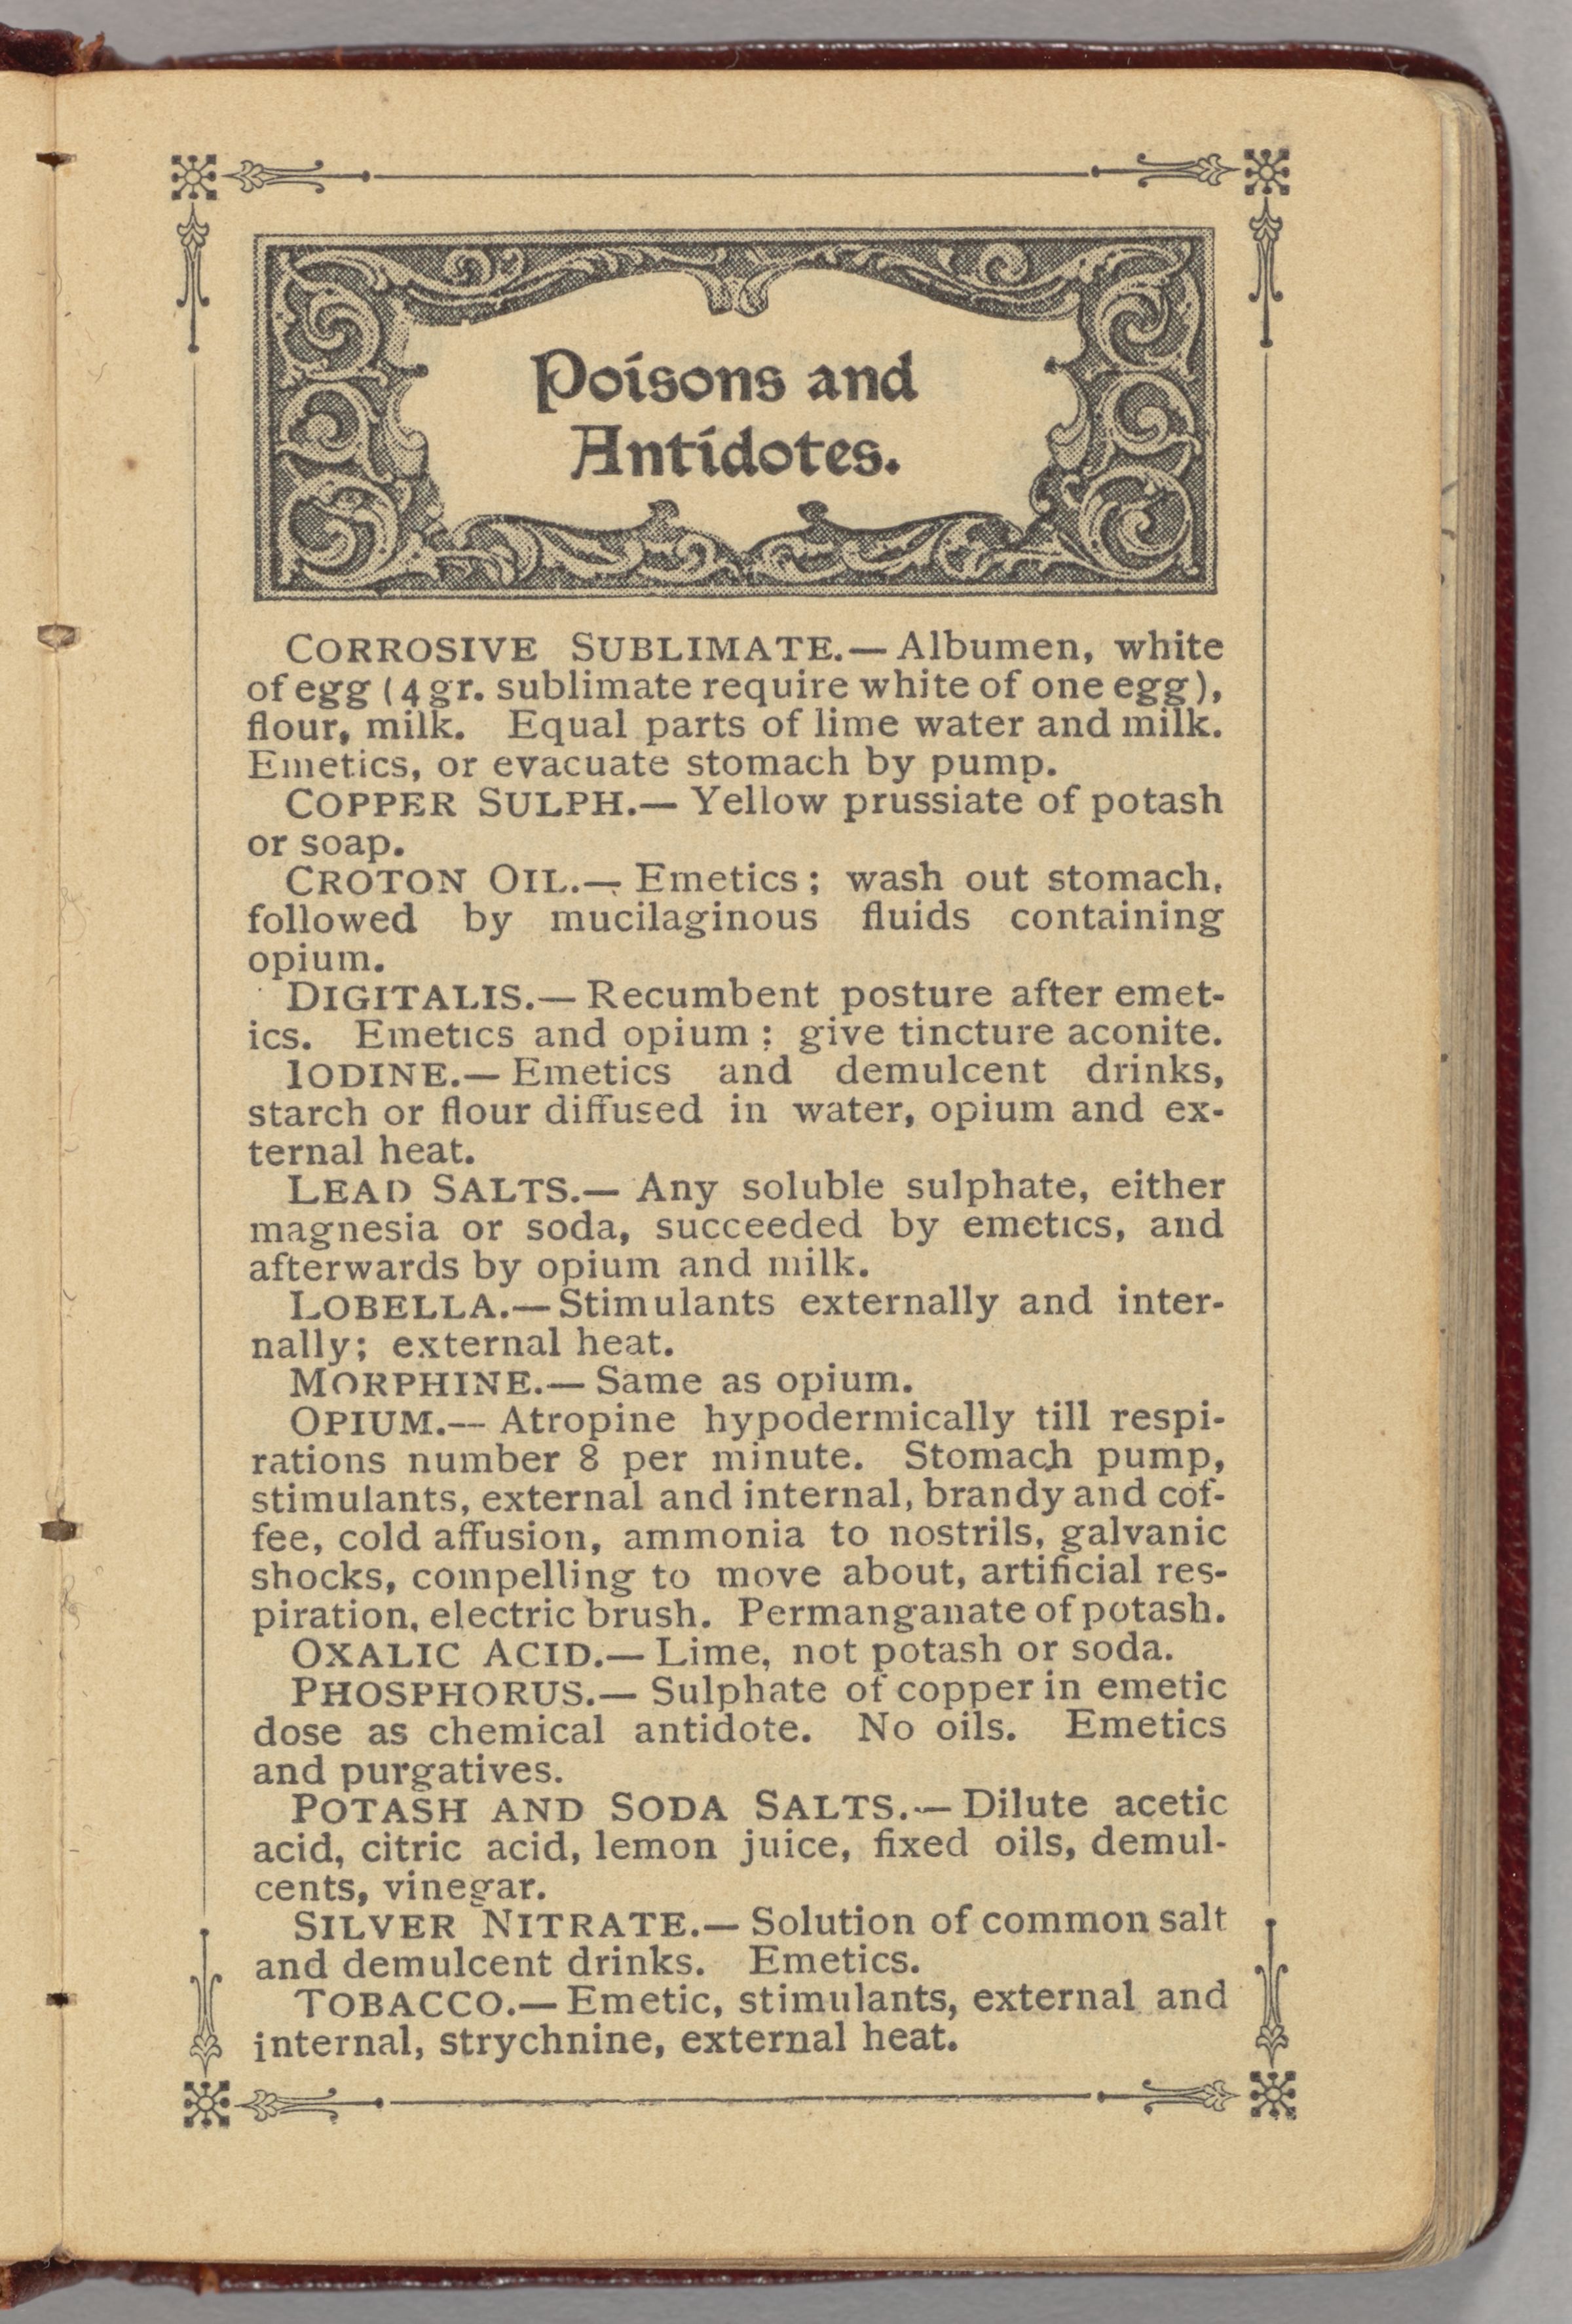 Poisons and
Antidotes.
CORROSIVE SUBLIMATE.— Albumen, white
of egg (4 gr. sublimate require white of one egg),
flour, milk. Equal parts of lime water and milk.
Emetics, or evacuate stomach by pump.
COPPER SULPH.— Yellow prussiate of potash
or soap.
CROTON OIL.— Emetics; wash out stomach,
followed by mucilaginous fluids containing
opium.
DIGITALIS.— Recumbent posture after emet-
ics. Emetics and opium; give tincture aconite.
IODINE.— Emetics and demulcent drinks,
starch or flour diffused in water, opium and ex-
ternal heat.
LEAD SALTS.— Any soluble sulphate, either
magnesia or soda, succeeded by emetics, and
afterwards by opium and milk.
LOBELLA.— Stimulants externally and inter-
nally; external heat.
MORPHINE.— Same as opium.
OPIUM.— Atropine hypodermically till respi-
rations number 8 per minute. Stomach pump,
stimulants, external and internal, brandy and cof-
fee, cold affusion, ammonia to nostrils, galvanic
shocks, compelling to move about, artificial res-
piration, electric brush. Permanganate of potash.
OXALIC ACID.— Lime, not potash or soda.
PHOSPHORUS.— Sulphate of copper in emetic
dose as chemical antidote. No oils. Emetics
and purgatives.
POTASH AND SODA SALTS.— Dilute acetic
acid, citric acid, lemon juice, fixed oils, demul-
cents, vinegar.
SILVER NITRATE.— Solution of common salt
and demulcent drinks. Emetics.
TOBACCO.— Emetic, stimulants, external and
internal, strychnine, external heat.